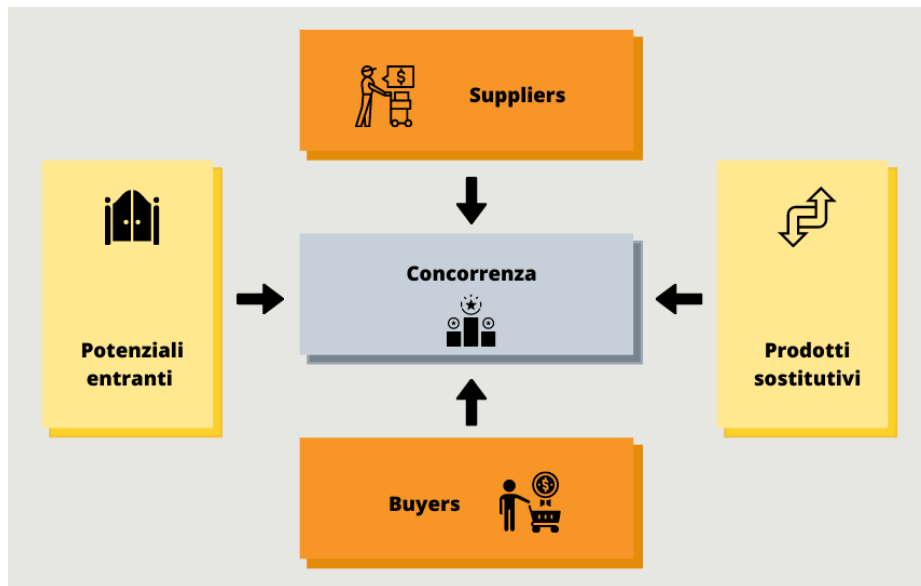 $
Suppliers
Concorrenza
Potenziali
entranti
Prodotti
sostitutivi
Buyers
$